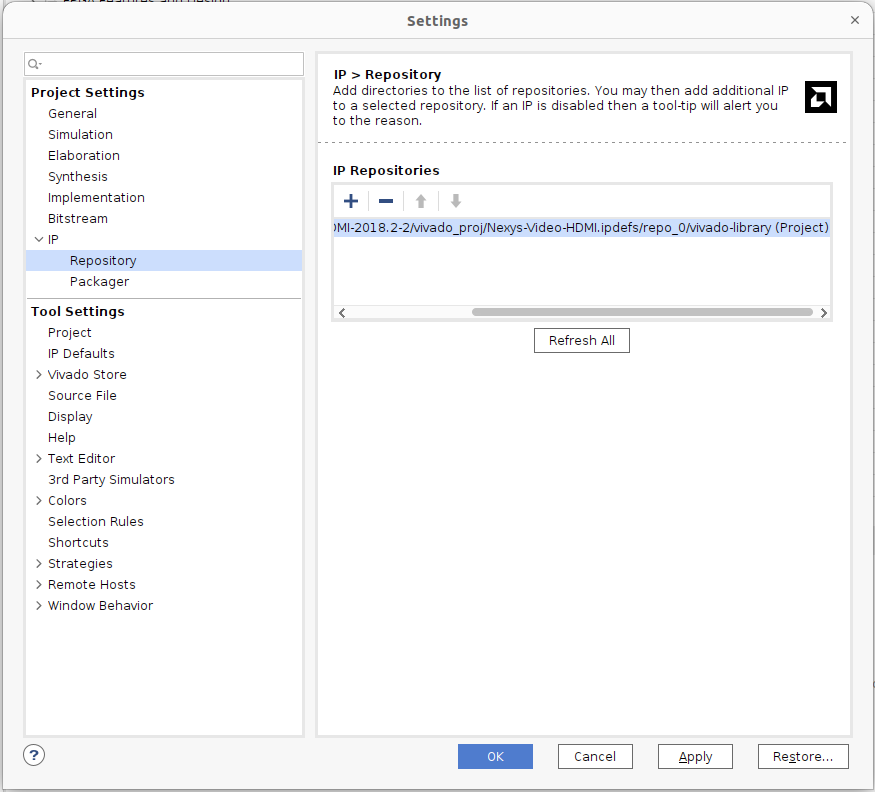 Settings
Project Settings
General
Simulation
Elaboration
Synthesis
Implementation
Bitstream
IP
Repository
Packager
Tool Settings
Project
IP Defaults
Vivado Store
Source File
Display
Help
Text Editor
3rd Party Simulators
Colors
Selection Rules
Shortcuts
Strategies
Remote Hosts
Window Behavior
IP > Repository
Add directories to the list of repositories. You may then add additional IP
to a selected repository. If an IP is disabled then a tool-tip will alert you
to the reason.
IP Repositories
MI-2018.2-2/vivado_proj/Nexys-Video-HDMI.ipdefs/repo_0/vivado-library (Project)
Refresh All
?
OK
Cancel
Apply
Restore...